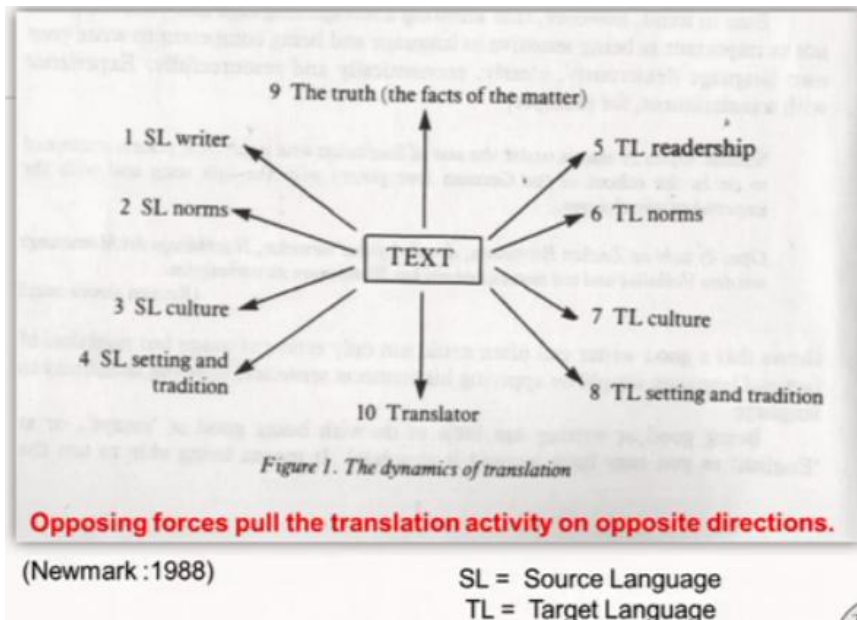 9 The truth (the facts of the matter)
1 SL writer
5 TL readership
2 SL norms
6 TL norms
TEXT
3 SL culture
7 TL culture
4 SL setting and
tradition
8 TL setting and tradition
10 Translator
Figure 1. The dynamics of translation
Opposing forces pull the translation activity on opposite directions.
(Newmark :1988)
SL = Source Language
TL = Target Language